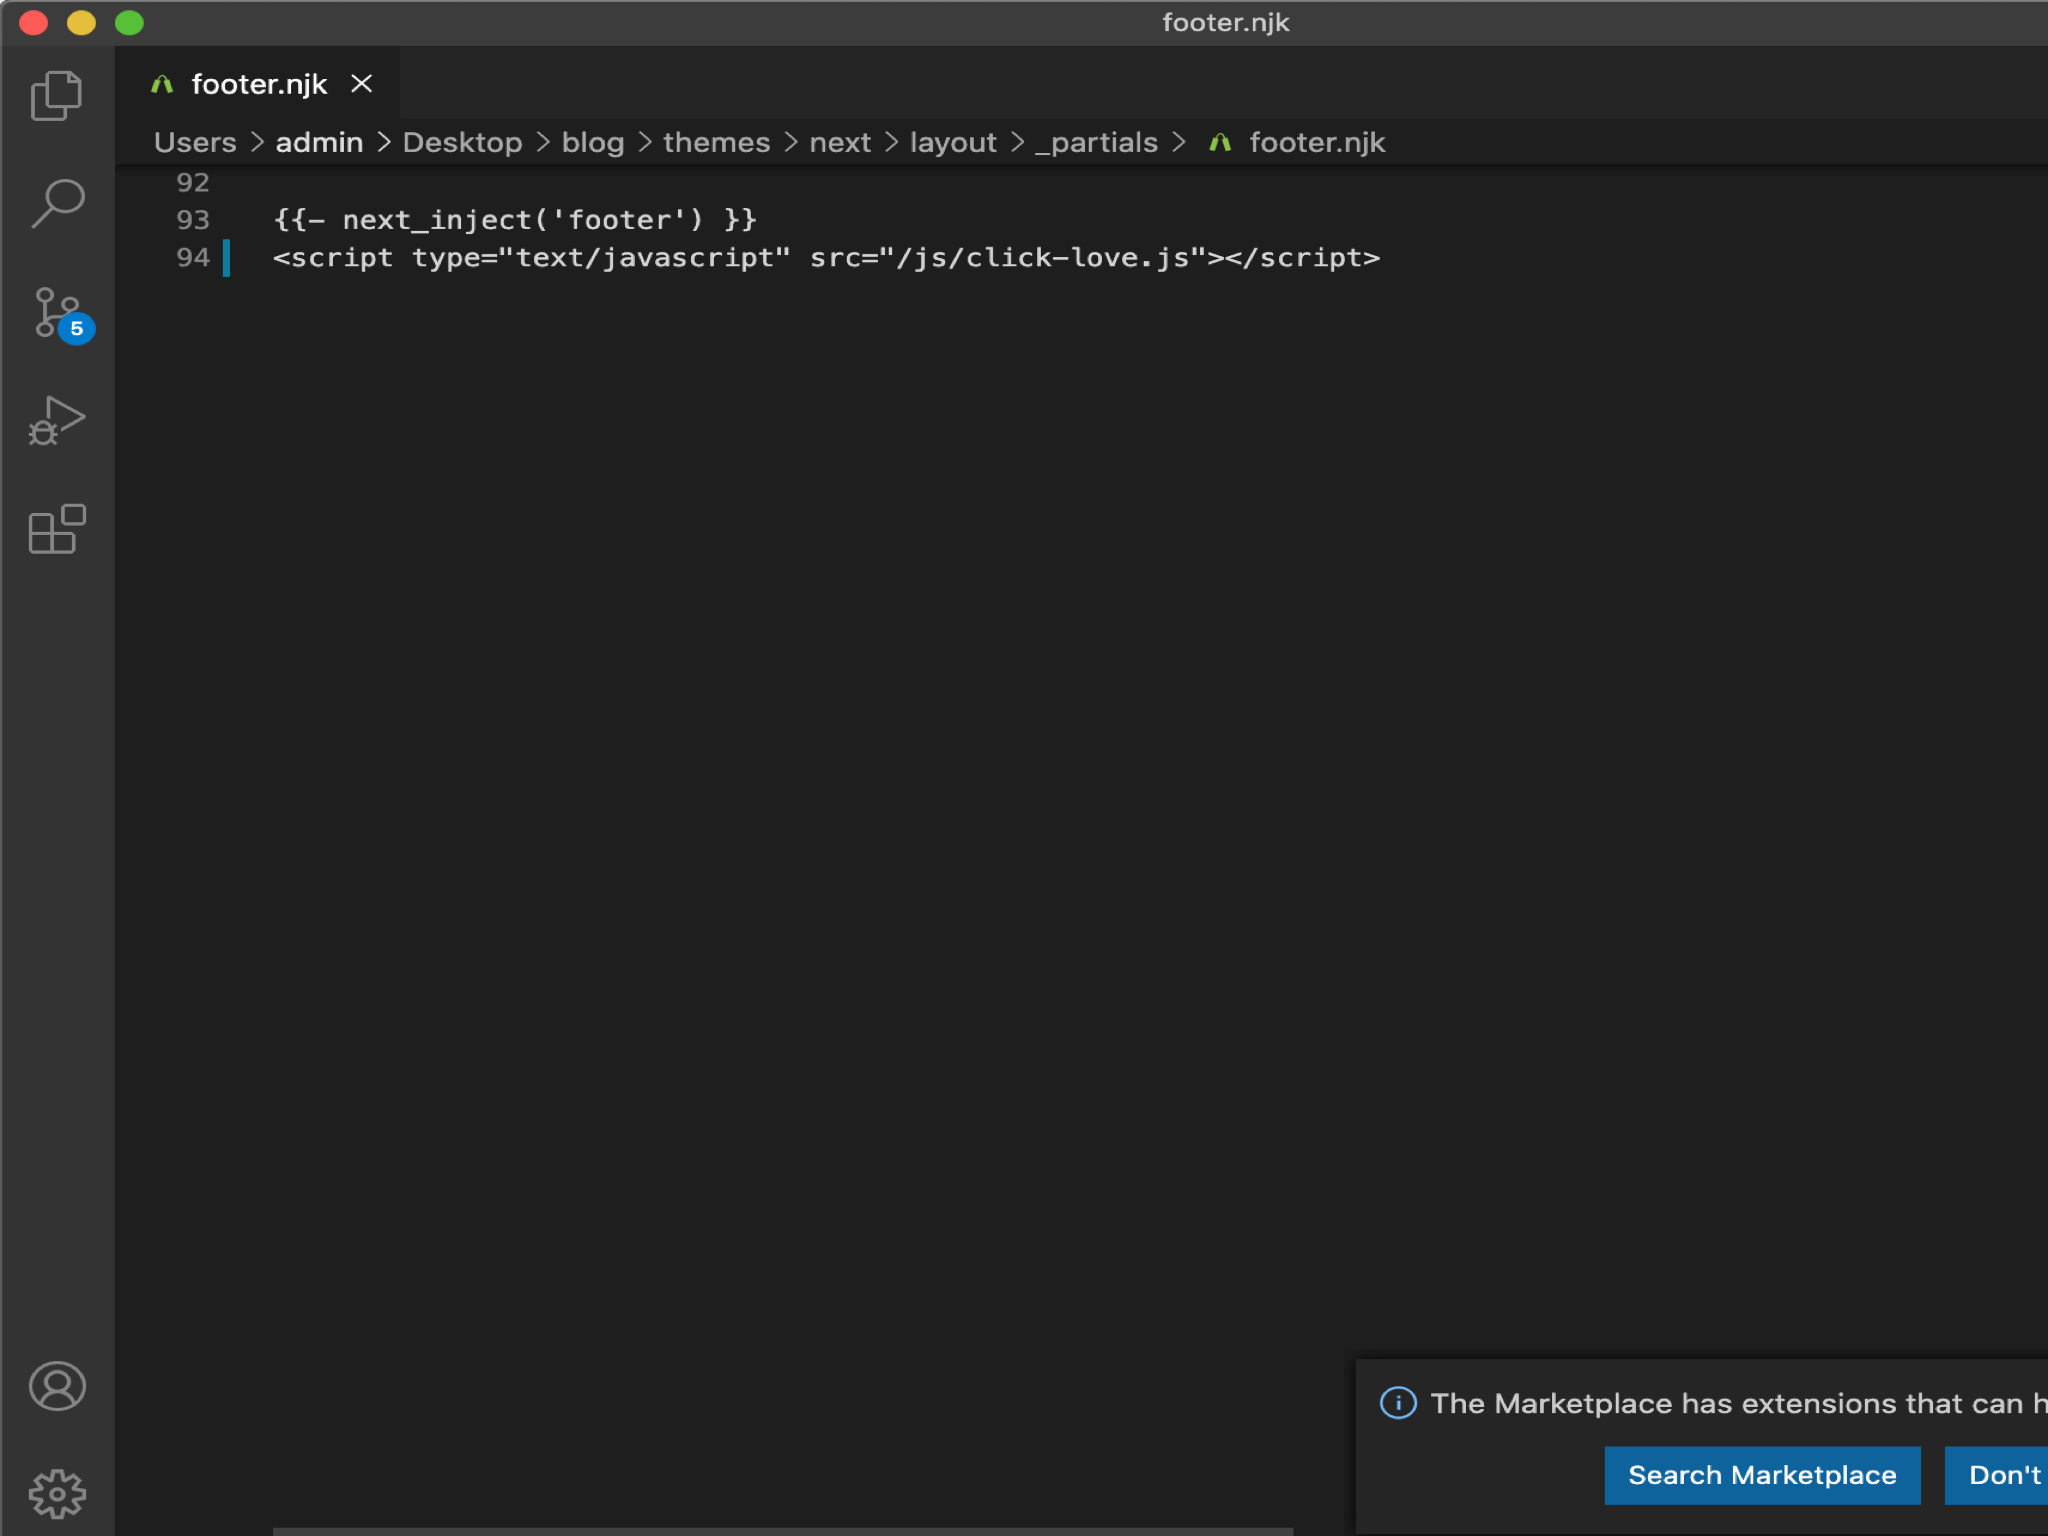 footer.njk
footer.njk
Users > admin > Desktop > blog > themes > next > layout > _partials > footer.njk
92
93 {{- next_inject('footer') }}
94 <script type="text/javascript" src="/js/click-love.js"></script>
5
The Marketplace has extensions that can h
Search Marketplace Don't